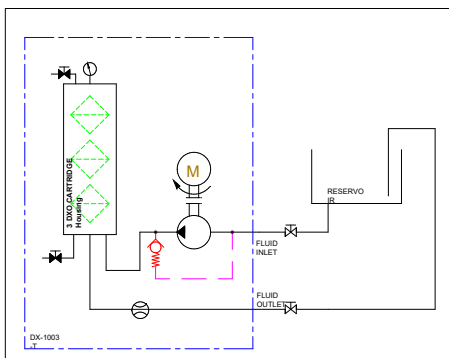 3 DXO CARTRIDGE
Housing
M
RESERVO
IR
FLUID
INLET
FLUID
OUTLET
DX-1003
-T